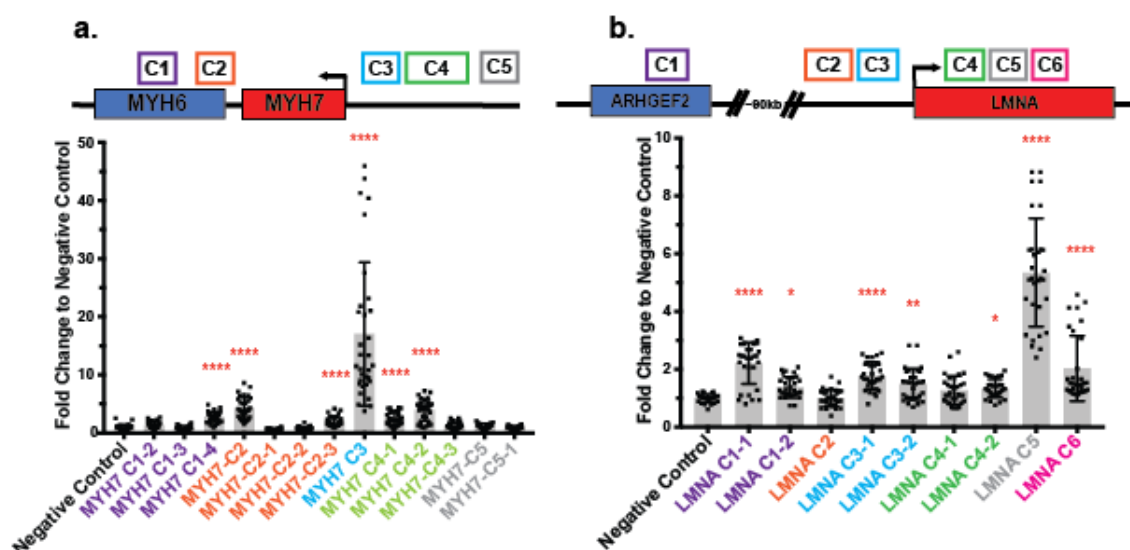 a.
C1 C2 C3 C4 C5
MYH6 MYH7
Fold Change to Negative Control
50
40
30
20
10
0
**** **** **** **** **** ****
Negative Control
MYH7 C1-2
MYH7 C1-3
MYH7 C1-4
MYH7-C2
MYH7-C2-1
MYH7-C2-2
MYH7-C2-3
MYH7 C3
MYH7 C4-1
MYH7 C4-2
MYH7-C4-3
MYH7-C5
MYH7-C5-1
b.
C1 C2 C3 C4 C5 C6
ARHGEF2 ~90kb LMNA
Fold Change to Negative Control
10
8
6
4
2
0
**** * **** ** * **** ****
Negative Control
LMNA C1-1
LMNA C1-2
LMNA C2
LMNA C3-1
LMNA C3-2
LMNA C4-1
LMNA C4-2
LMNA C5
LMNA C6